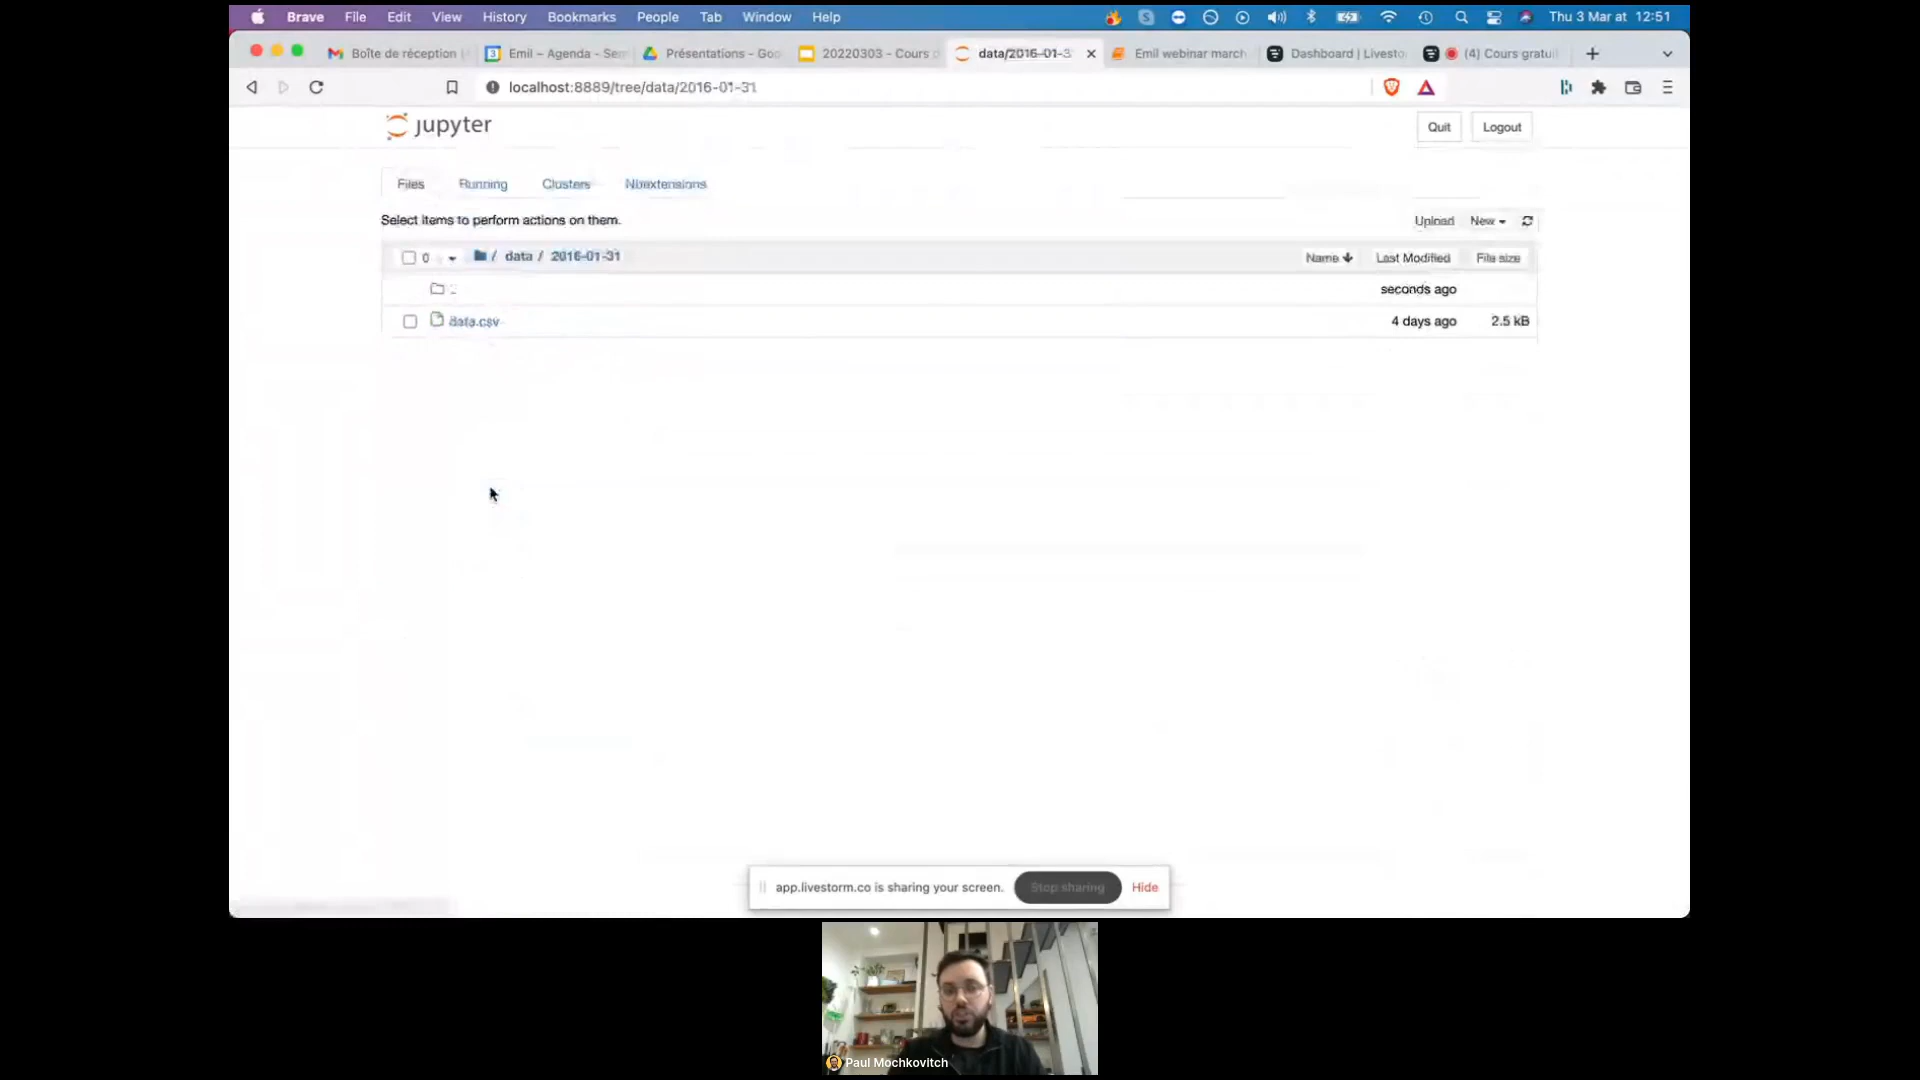 Brave File Edit View History Bookmarks People Tab Window Help Thu 3 Mar at 12:51
Boîte de réception Emil – Agenda - Sem Présentations - Goo 20220303 - Cours d data/2016-01-3 Emil webinar march Dashboard | Livesto (4) Cours gratui
localhost:8889/tree/data/2016-01-31
jupyter Quit Logout
Files Running Clusters Nbextensions
Select items to perform actions on them. Upload New
0 / data / 2016-01-31 Name Last Modified File size
.. seconds ago
data.csv 4 days ago 2.5 kB
app.livestorm.co is sharing your screen. Stop sharing Hide
Paul Mochkovitch